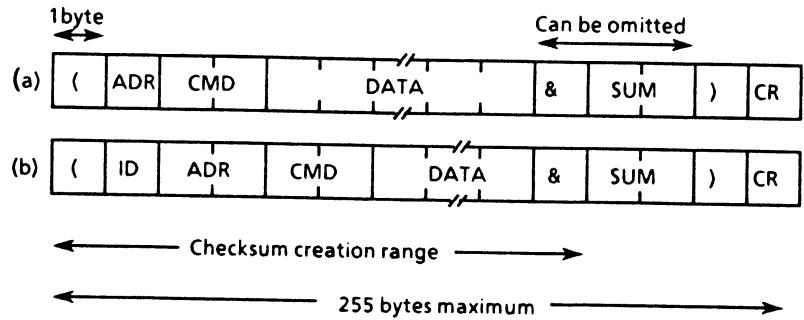 1byte
Can be omitted
(a) ( ADR CMD DATA & SUM ) CR
(b) ( ID ADR CMD DATA & SUM ) CR
Checksum creation range
255 bytes maximum